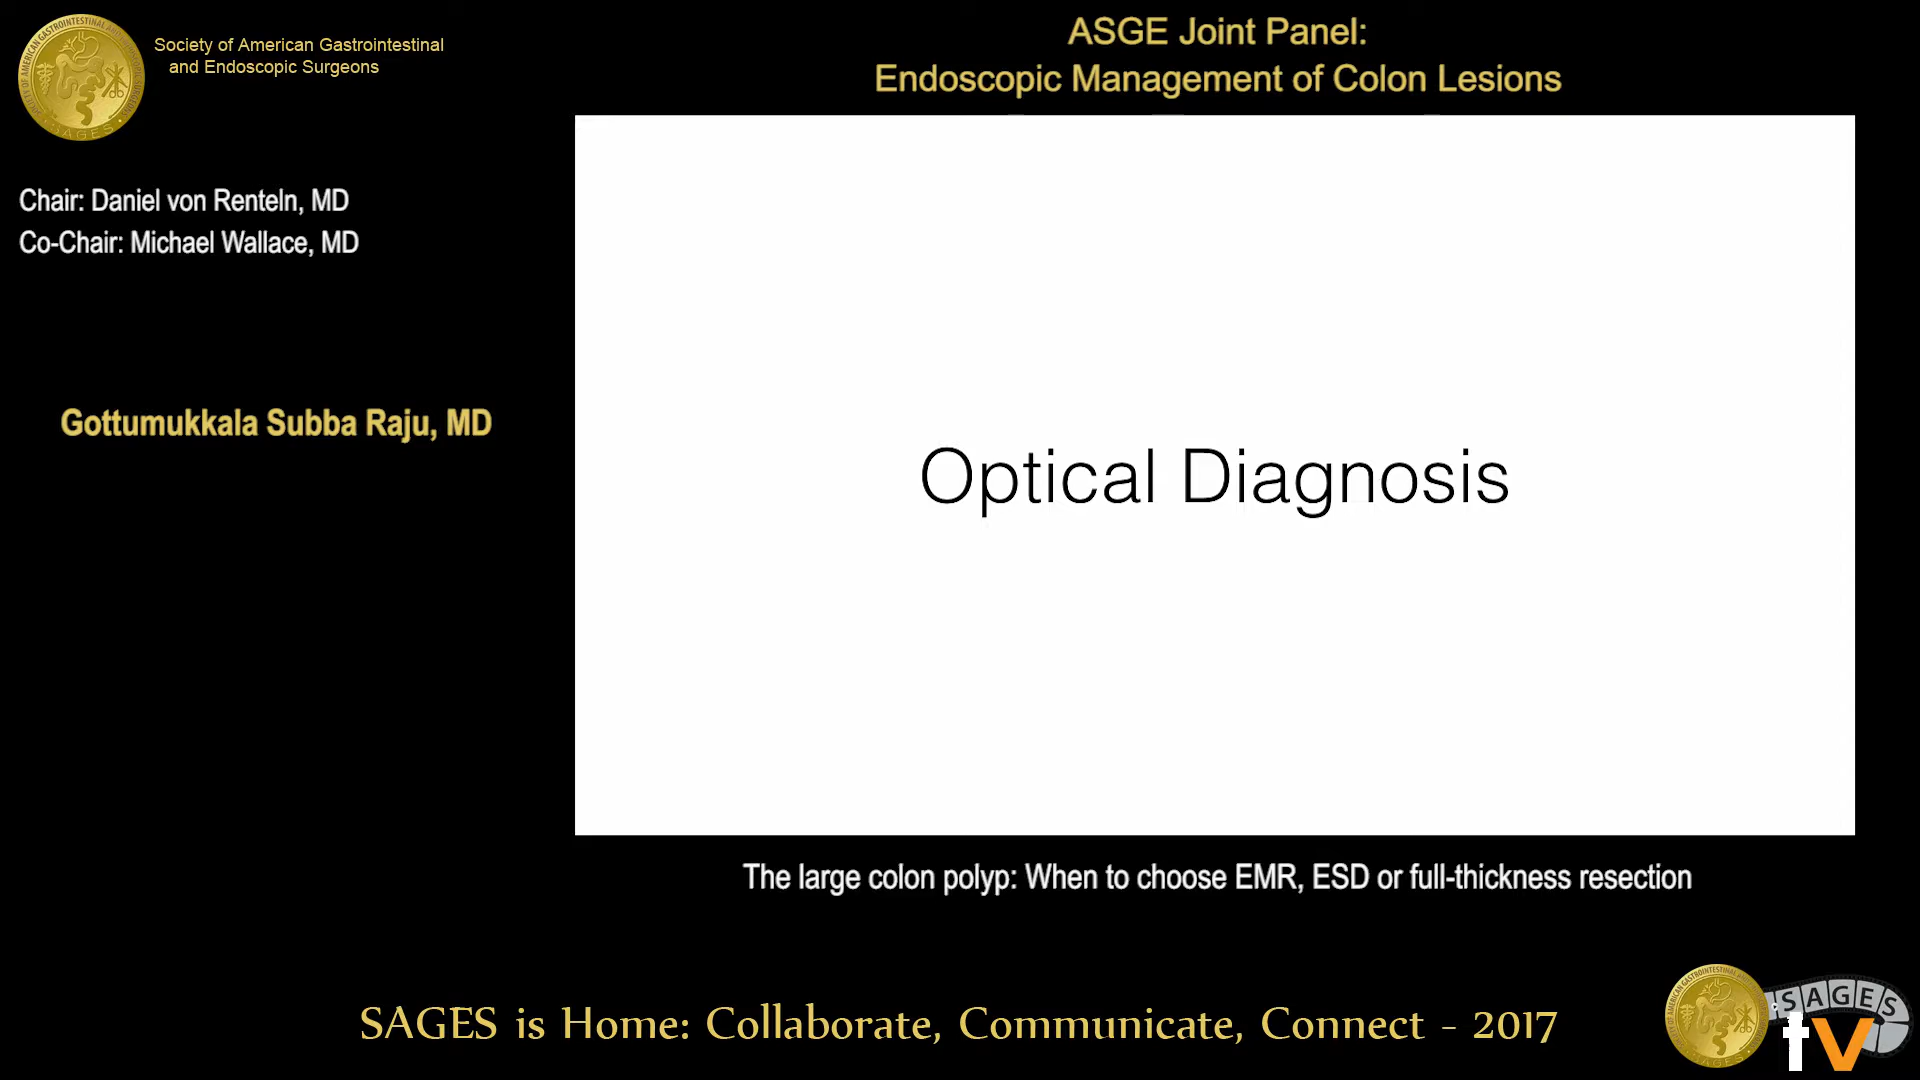 Society of American Gastrointestinal
and Endoscopic Surgeons
ASGE Joint Panel:
Endoscopic Management of Colon Lesions
Chair: Daniel von Renteln, MD
Co-Chair: Michael Wallace, MD
Gottumukkala Subba Raju, MD
Optical Diagnosis
The large colon polyp: When to choose EMR, ESD or full-thickness resection
SAGES is Home: Collaborate, Communicate, Connect - 2017
SAGES
tv